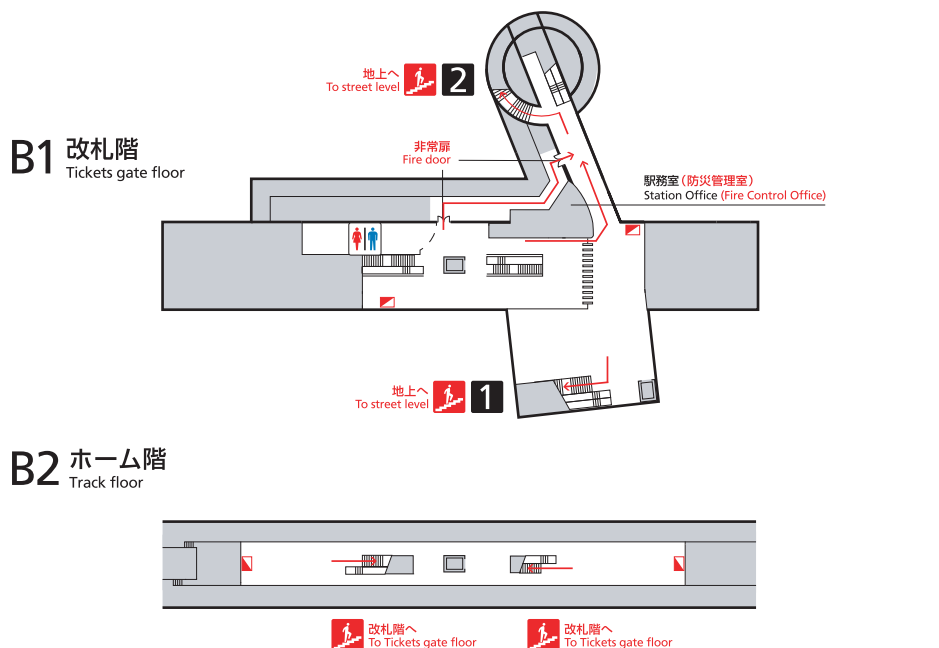 地上へ
To street level
2
B1 改札階
Tickets gate floor
非常扉
Fire door
駅務室(防災管理室)
Station Office (Fire Control Office)
地上へ
To street level
1
B2 ホーム階
Track floor
改札階へ
To Tickets gate floor
改札階へ
To Tickets gate floor